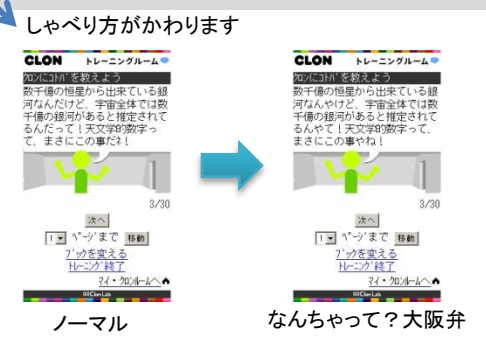 しゃべり方がかわります
CLON トレーニングルーム
クロンにコトバを教えよう
数千億の恒星から出来ている銀
河なんだけど、宇宙全体では数
千億の銀河があると推定されて
るんだって！天文学的数字っ
て、まさにこの事だネ！
3/30
次へ
1 ページまで 移動
ブックを変える
トレーニング終了
マイ・クロンルームへ
©ClonLab
ノーマル
CLON トレーニングルーム
クロンにコトバを教えよう
数千億の恒星から出来ている銀
河なんやけど、宇宙全体では数
千億の銀河があると推定されて
るんやて！天文学的数字って、
まさにこの事やね！
3/30
次へ
1 ページまで 移動
ブックを変える
トレーニング終了
マイ・クロンルームへ
©ClonLab
なんちゃって？大阪弁